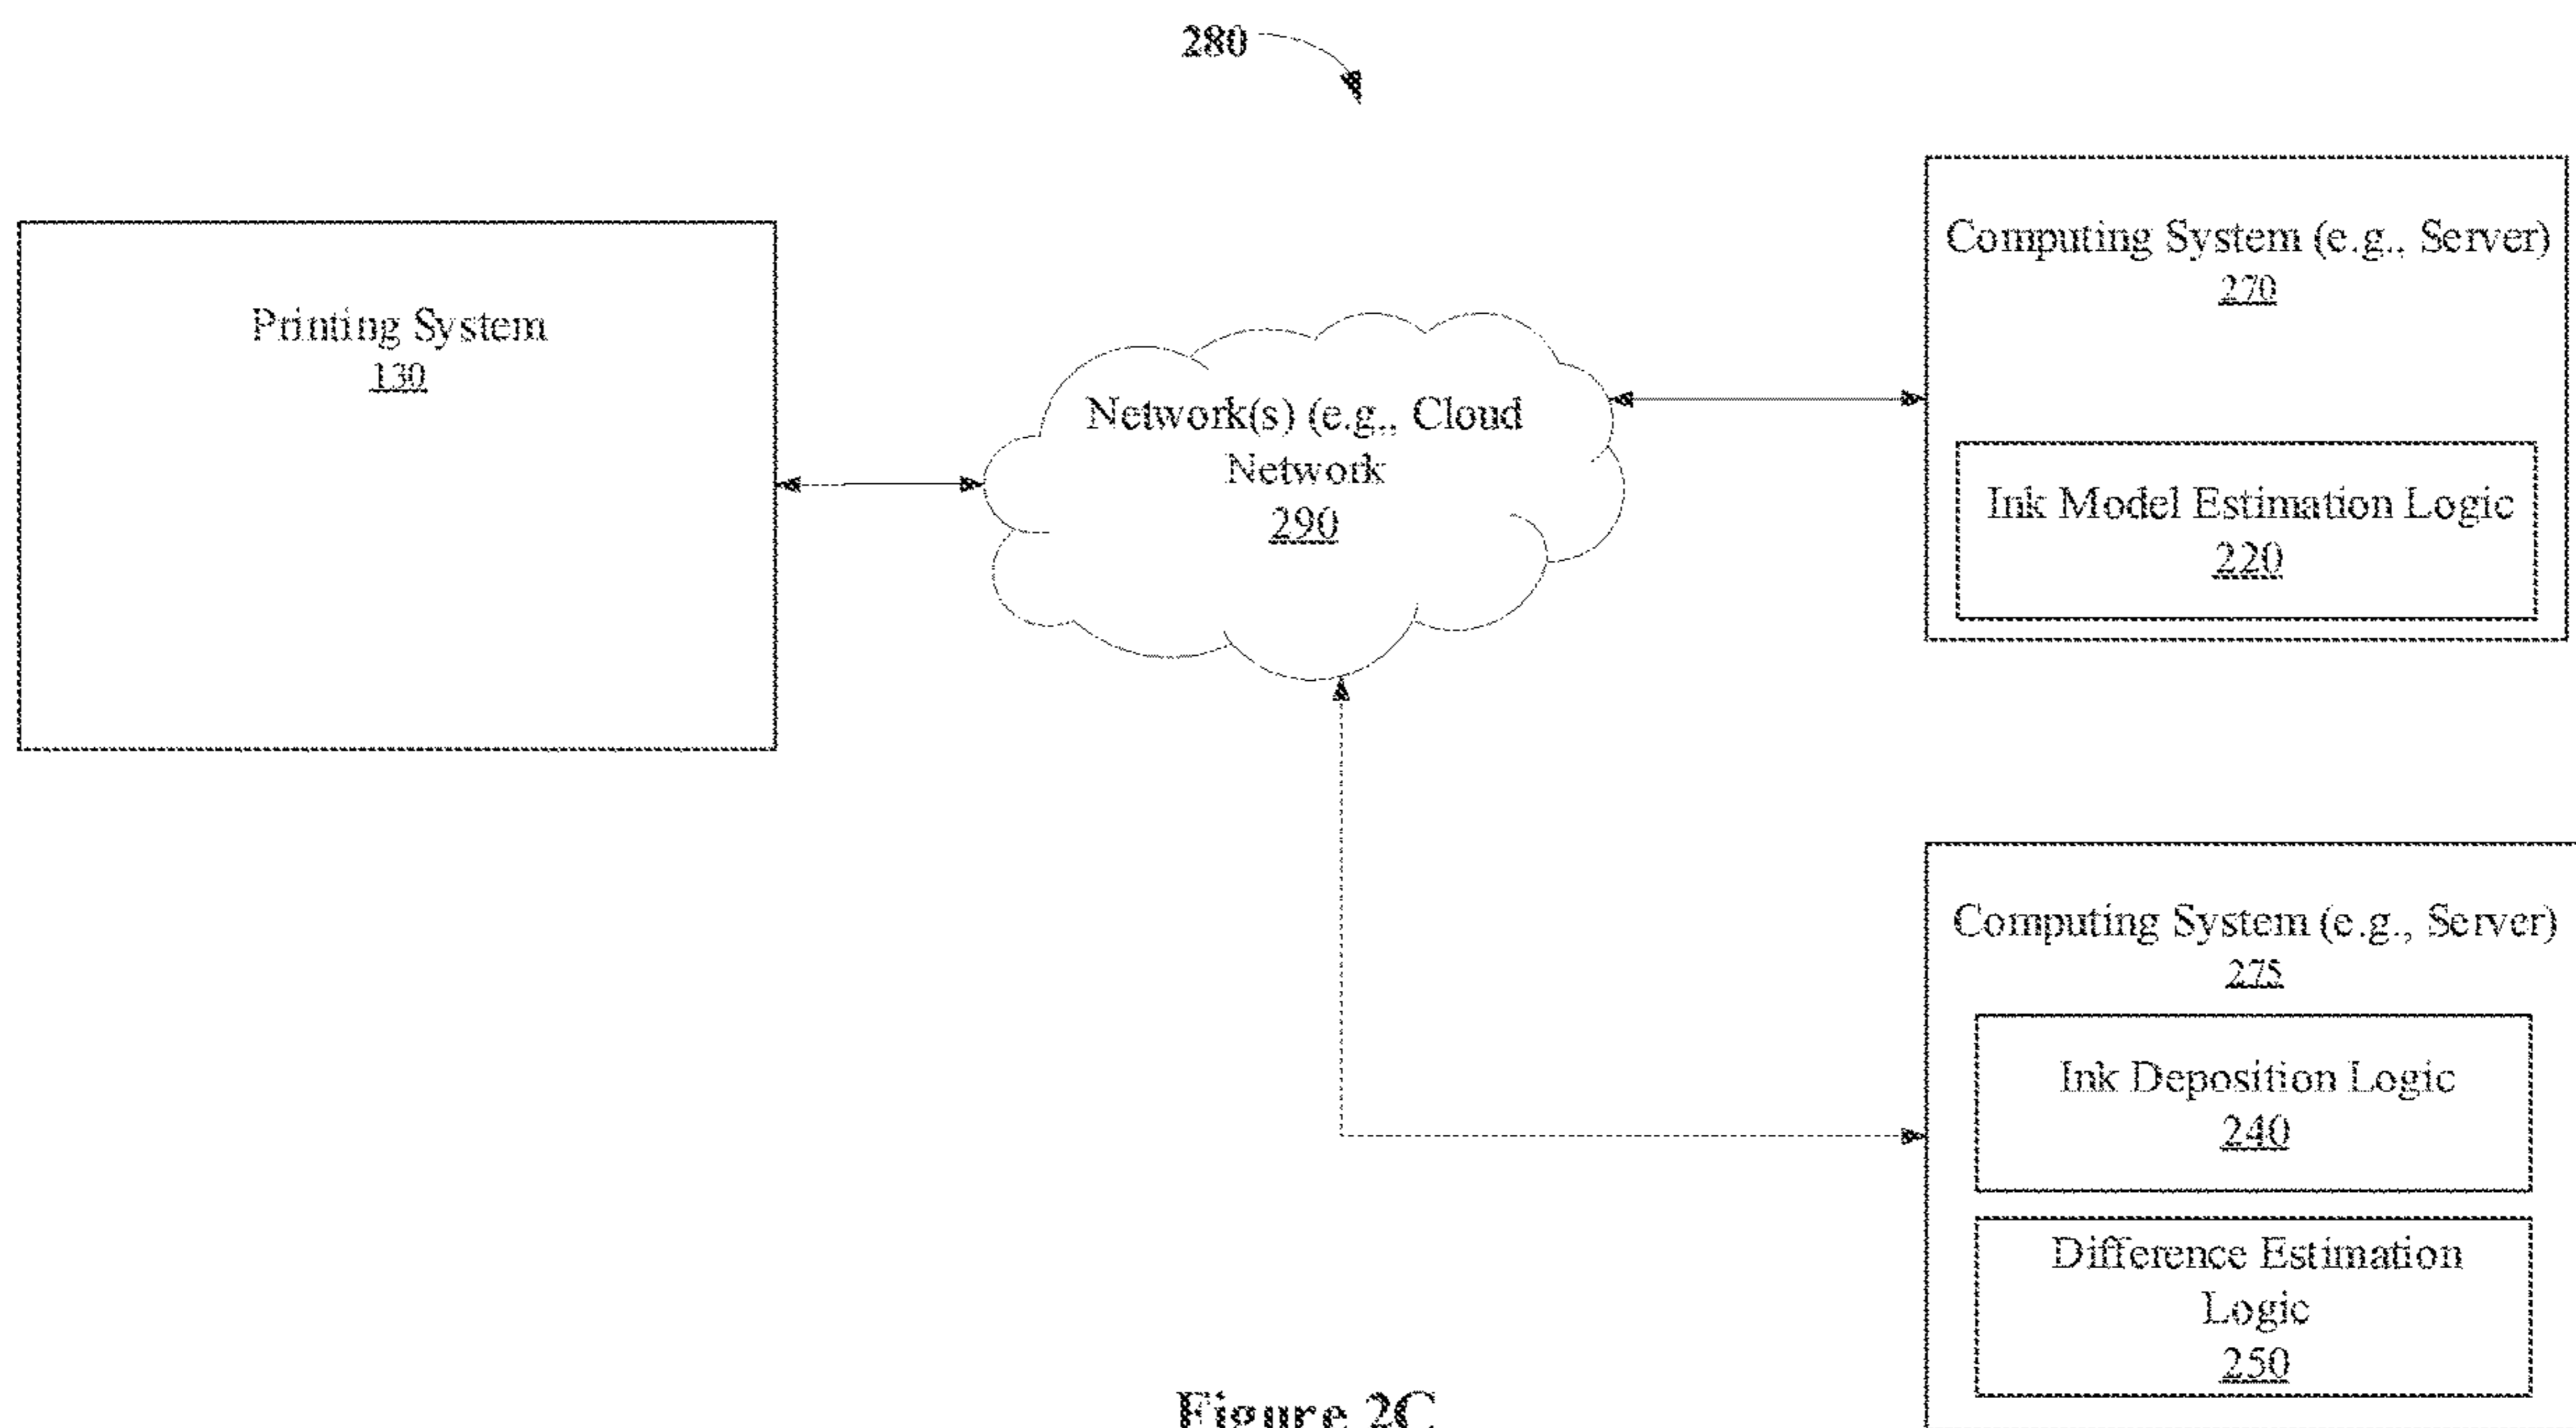 280
Printing System
130
Network(s) (e.g., Cloud
Network
290
Computing System (e.g., Server)
270
Ink Model Estimation Logic
220
Computing System (e.g., Server)
275
Ink Deposition Logic
240
Difference Estimation
Logic
250
Figure 2C